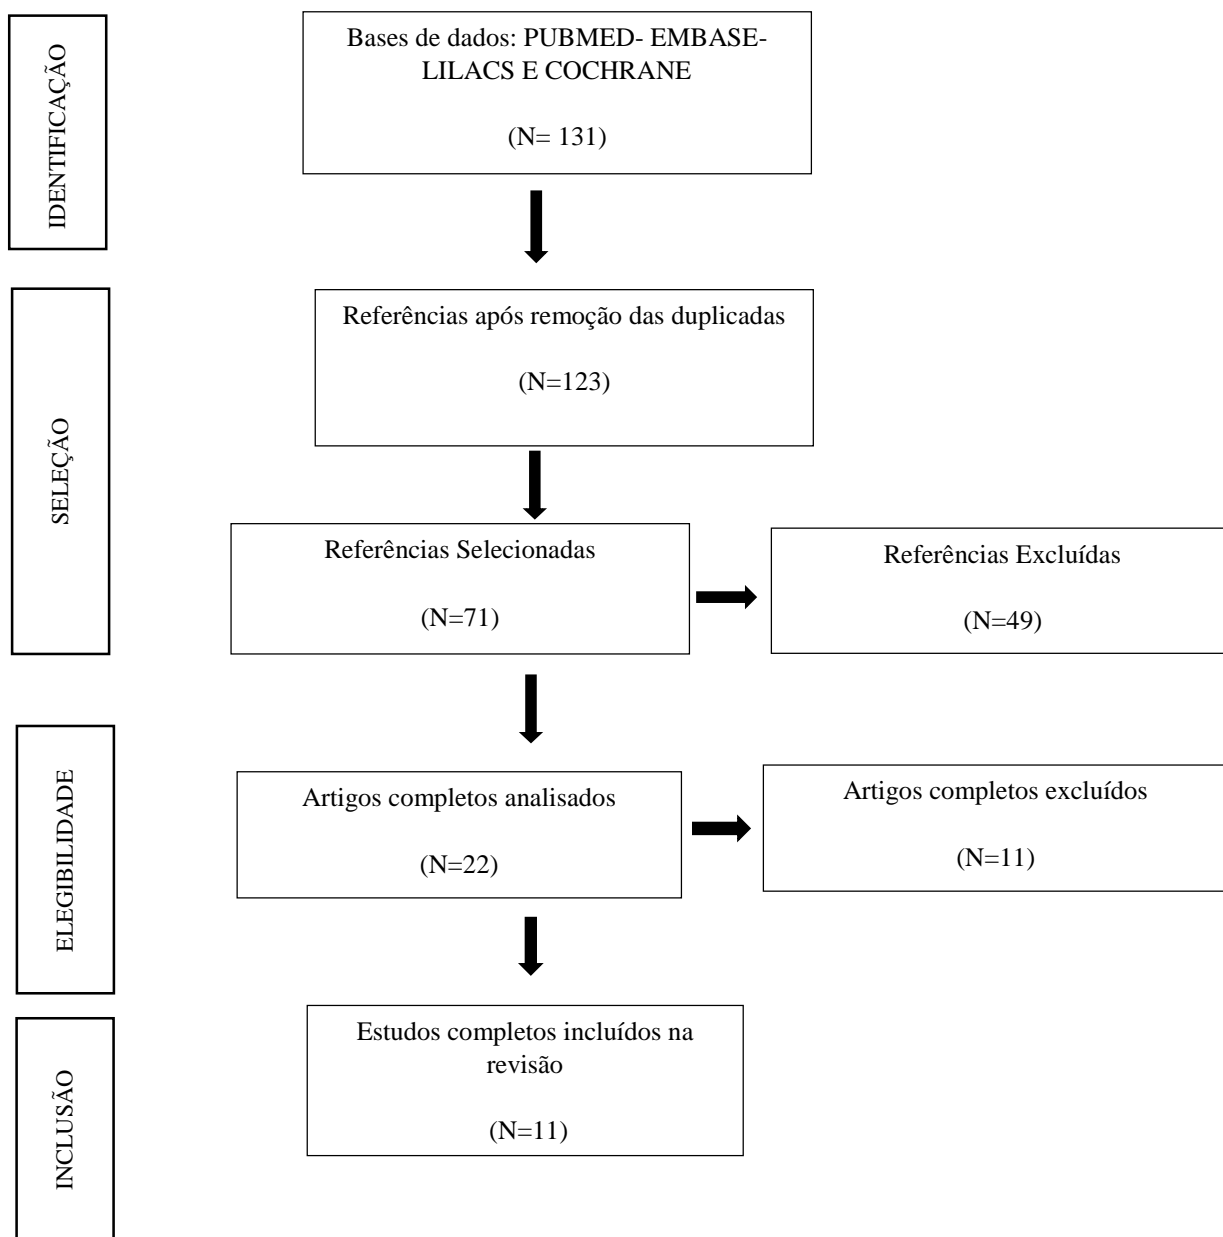 IDENTIFICAÇÃO
Bases de dados: PUBMED- EMBASE-
LILACS E COCHRANE
(N= 131)
SELEÇÃO
Referências após remoção das duplicadas
(N=123)
Referências Selecionadas
(N=71)
Referências Excluídas
(N=49)
ELEGIBILIDADE
Artigos completos analisados
(N=22)
Artigos completos excluídos
(N=11)
INCLUSÃO
Estudos completos incluídos na
revisão
(N=11)